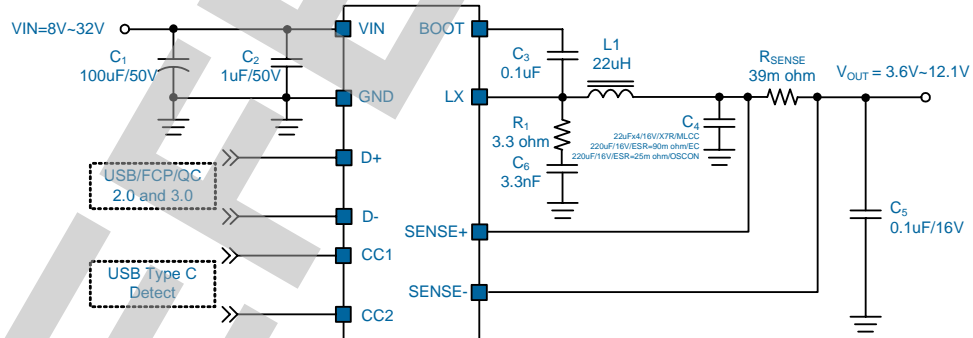 VIN=8V~32V
C1
100uF/50V
C2
1uF/50V
VIN
GND
D+
D-
CC1
CC2
USB/FCP/QC
2.0 and 3.0
USB Type C
Detect
BOOT
LX
SENSE+
SENSE-
C3
0.1uF
L1
22uH
R1
3.3 ohm
C6
3.3nF
C4
22uFx4/16V/X7R/MLCC
220uF/16V/ESR=90m ohm/EC
220uF/16V/ESR=25m ohm/OSCON
RSENSE
39m ohm
VOUT = 3.6V~12.1V
C5
0.1uF/16V